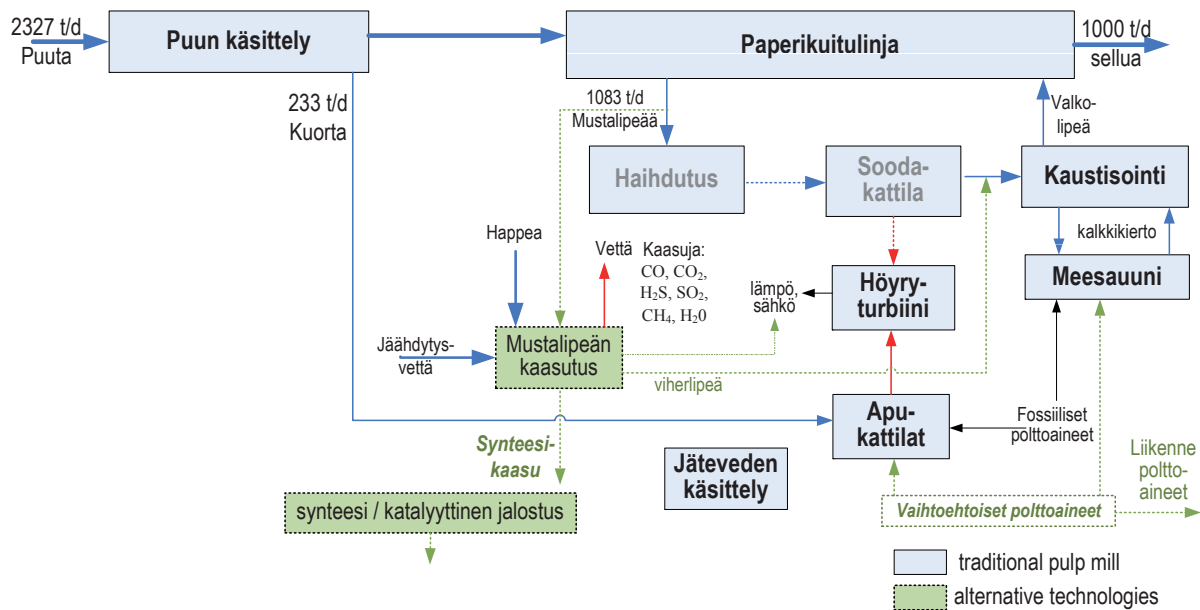 2327 t/d
Puuta
Puun käsittely
Paperikuitulinja
1000 t/d
sellua
233 t/d
Kuorta
1083 t/d
Mustalipeää
Valko-
lipeä
Haihdutus
Sooda-
kattila
Kaustisointi
Happea
Vettä
Kaasuja:
CO, CO₂,
H₂S, SO₂,
CH₄, H₂0
lämpö,
sähkö
Höyry-
turbiini
kalkkikierto
Meesauuni
Jäähdytys-
vettä
Mustalipeän
kaasutus
viherlipeä
Apu-
kattilat
Fossiiliset
polttoaineet
Synteesi-
kaasu
Jäteveden
käsittely
Liikenne
poltto-
aineet
synteesi / katalyyttinen jalostus
Vaihtoehtoiset polttoaineet
traditional pulp mill
alternative technologies